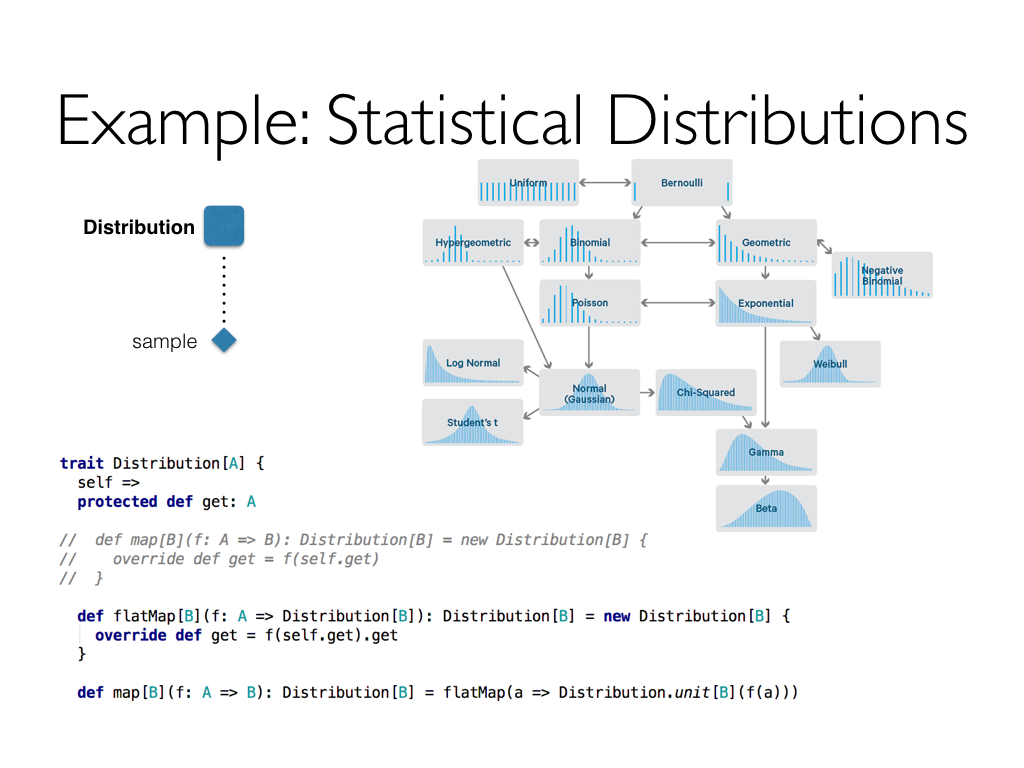 Example: Statistical Distributions
Uniform
Bernoulli
Distribution
Hypergeometric
Binomial
Geometric
Negative
Binomial
Poisson
Exponential
sample
Log Normal
Weibull
Normal
(Gaussian)
Chi-Squared
Student's t
Gamma
Beta
trait Distribution[A] {
  self =>
  protected def get: A
//  def map[B](f: A => B): Distribution[B] = new Distribution[B] {
//    override def get = f(self.get)
//  }
  def flatMap[B](f: A => Distribution[B]): Distribution[B] = new Distribution[B] {
    override def get = f(self.get).get
  }
  def map[B](f: A => B): Distribution[B] = flatMap(a => Distribution.unit[B](f(a)))